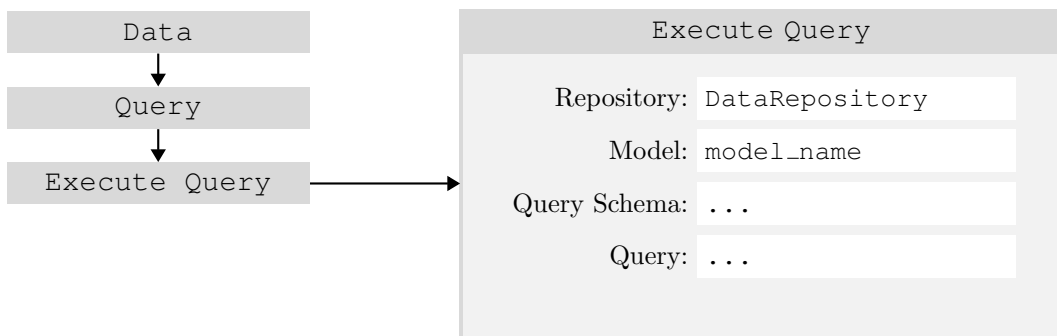 Data
Query
Execute Query
Execute Query
Repository: DataRepository
Model: model_name
Query Schema: ...
Query: ...